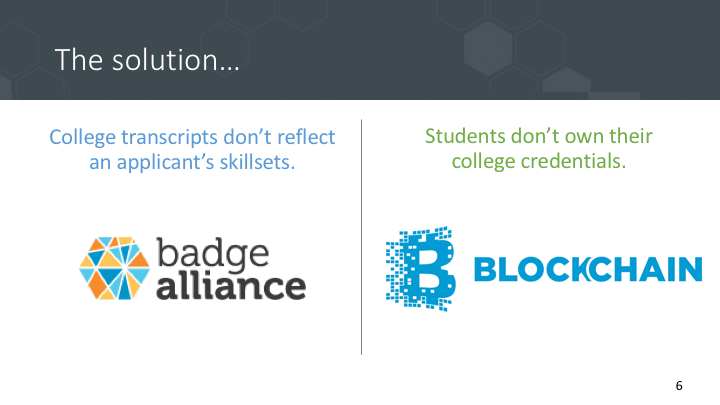 The solution…
College transcripts don’t reflect
an applicant’s skillsets.
badge
alliance
Students don’t own their
college credentials.
B BLOCKCHAIN
6